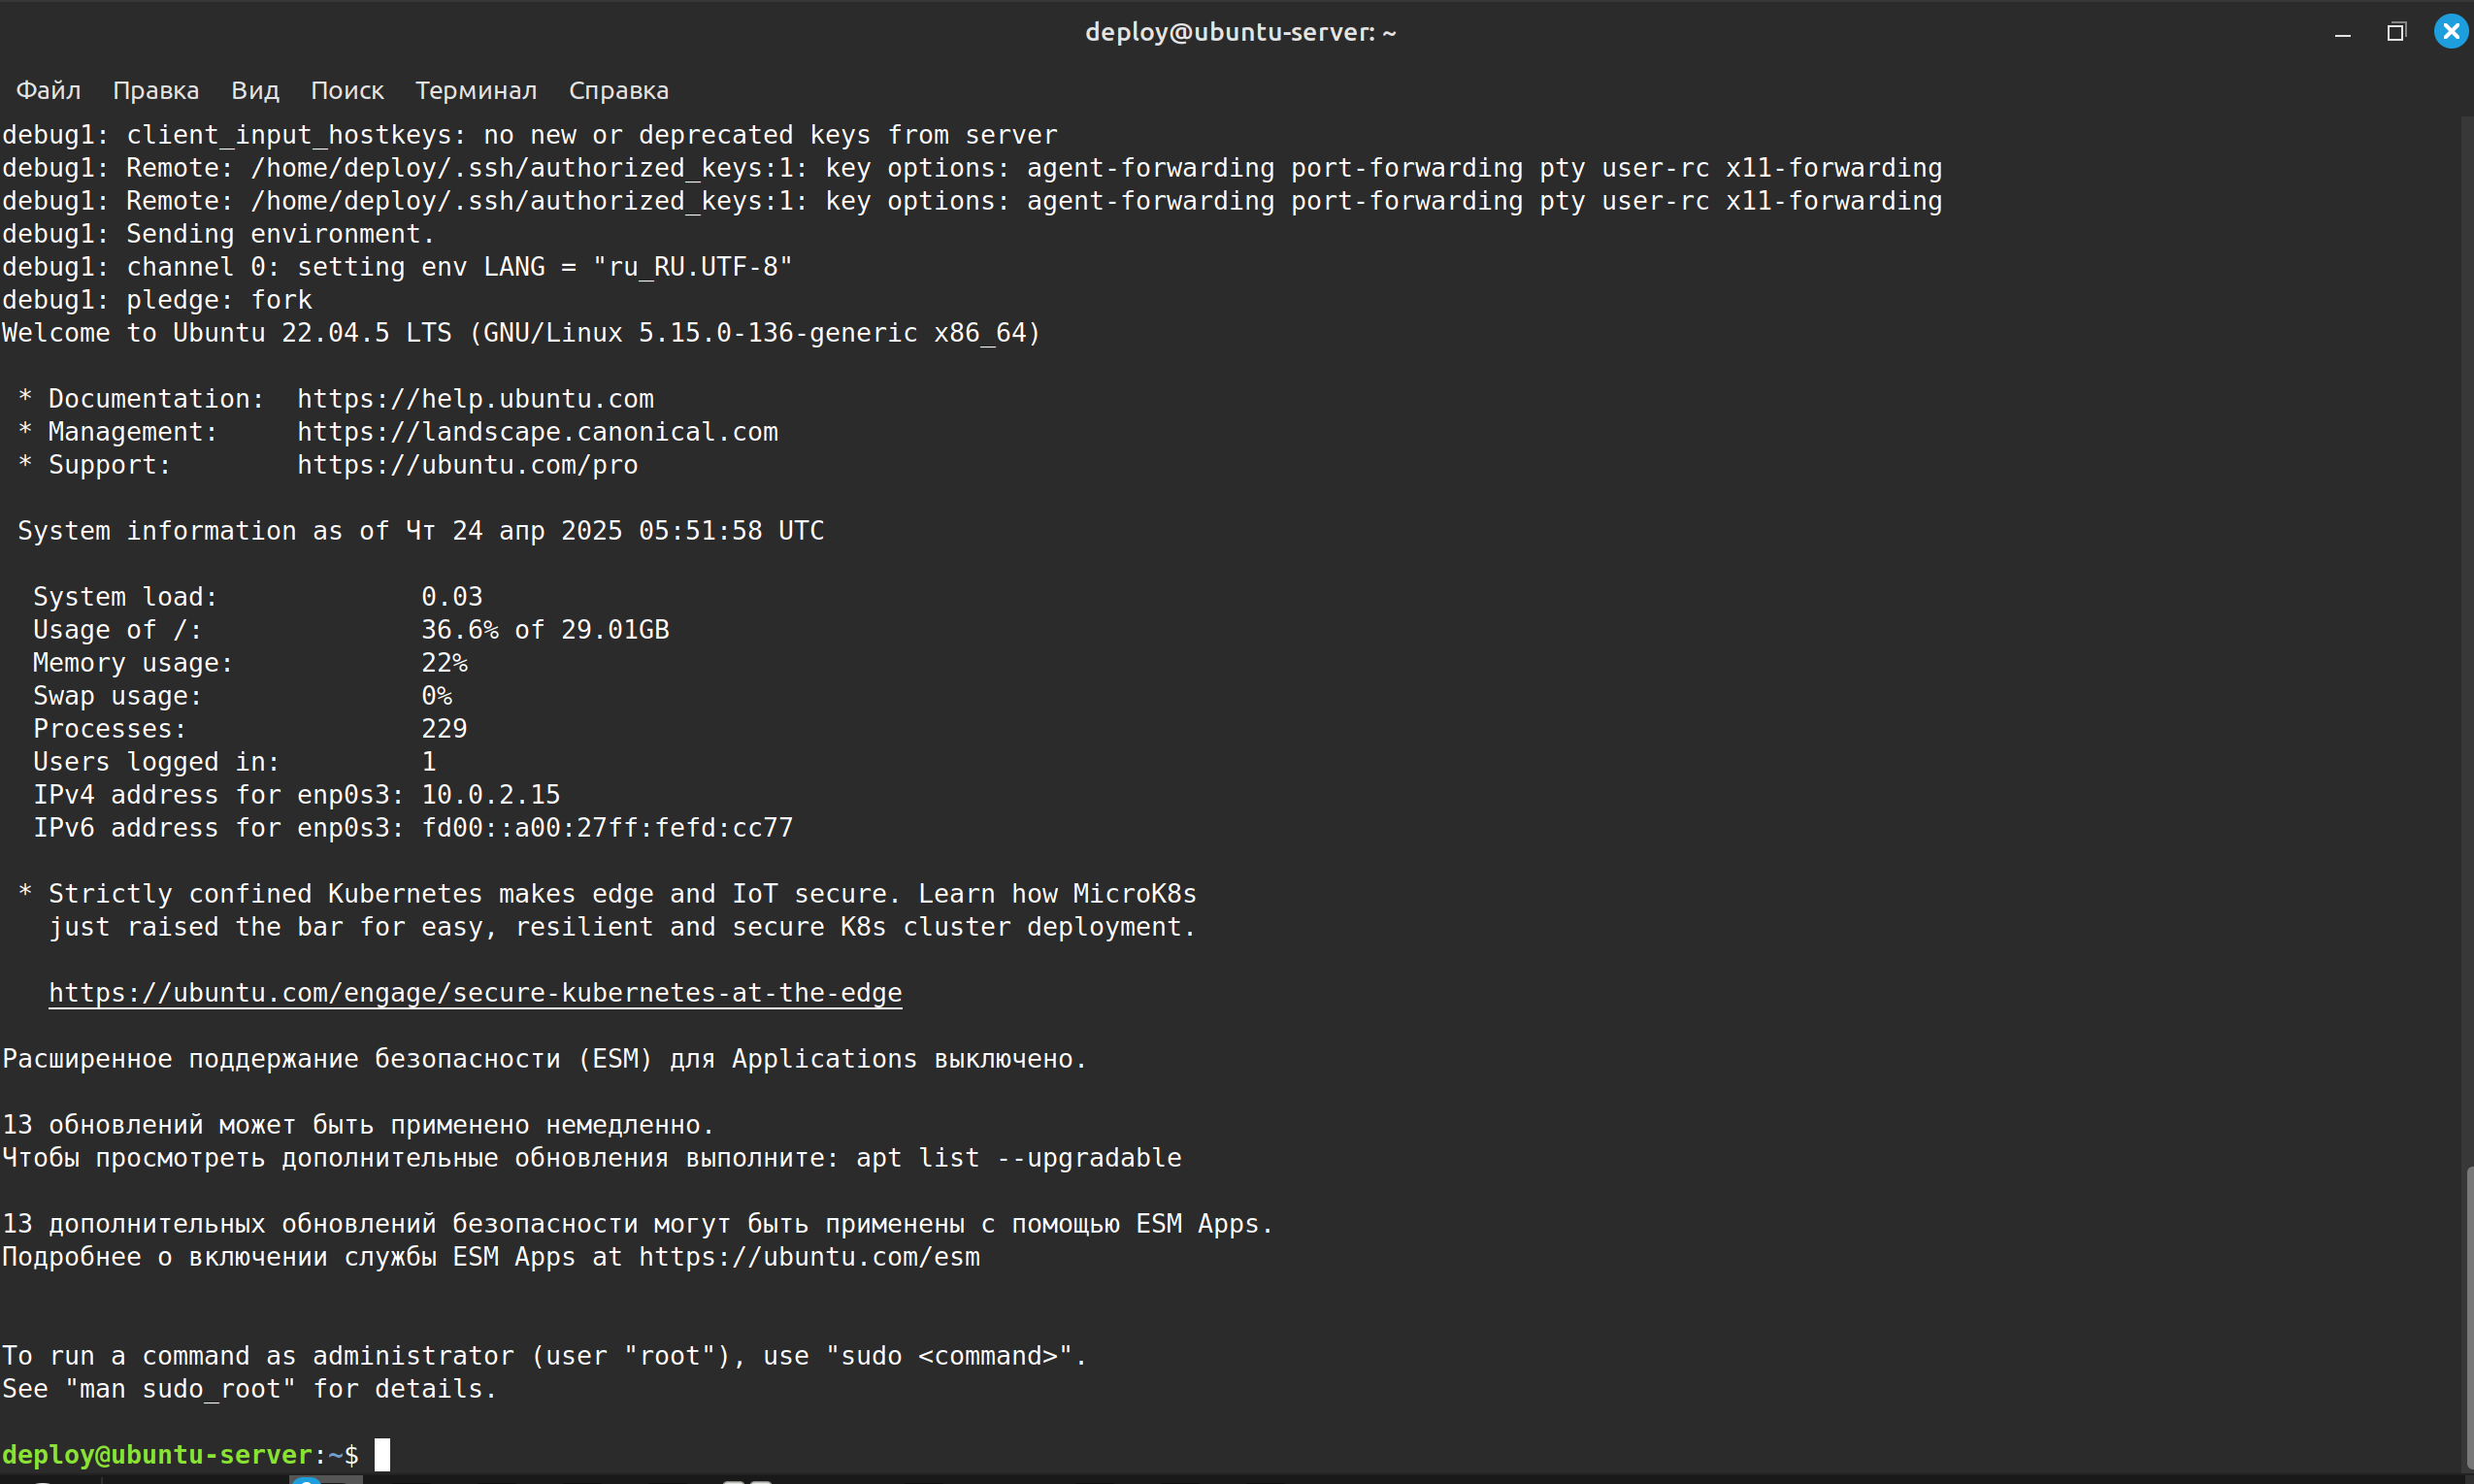 deploy@ubuntu-server: ~
Файл Правка Вид Поиск Терминал Справка
debug1: client_input_hostkeys: no new or deprecated keys from server
debug1: Remote: /home/deploy/.ssh/authorized_keys:1: key options: agent-forwarding port-forwarding pty user-rc x11-forwarding
debug1: Remote: /home/deploy/.ssh/authorized_keys:1: key options: agent-forwarding port-forwarding pty user-rc x11-forwarding
debug1: Sending environment.
debug1: channel 0: setting env LANG = "ru_RU.UTF-8"
debug1: pledge: fork
Welcome to Ubuntu 22.04.5 LTS (GNU/Linux 5.15.0-136-generic x86_64)
* Documentation:  https://help.ubuntu.com
* Management:     https://landscape.canonical.com
* Support:        https://ubuntu.com/pro
System information as of Чт 24 апр 2025 05:51:58 UTC
System load:             0.03
Usage of /:              36.6% of 29.01GB
Memory usage:            22%
Swap usage:              0%
Processes:               229
Users logged in:         1
IPv4 address for enp0s3: 10.0.2.15
IPv6 address for enp0s3: fd00::a00:27ff:fefd:cc77
* Strictly confined Kubernetes makes edge and IoT secure. Learn how MicroK8s
just raised the bar for easy, resilient and secure K8s cluster deployment.
https://ubuntu.com/engage/secure-kubernetes-at-the-edge
Расширенное поддержание безопасности (ESM) для Applications выключено.
13 обновлений может быть применено немедленно.
Чтобы просмотреть дополнительные обновления выполните: apt list --upgradable
13 дополнительных обновлений безопасности могут быть применены с помощью ESM Apps.
Подробнее о включении службы ESM Apps at https://ubuntu.com/esm
To run a command as administrator (user "root"), use "sudo <command>".
See "man sudo_root" for details.
deploy@ubuntu-server:~$